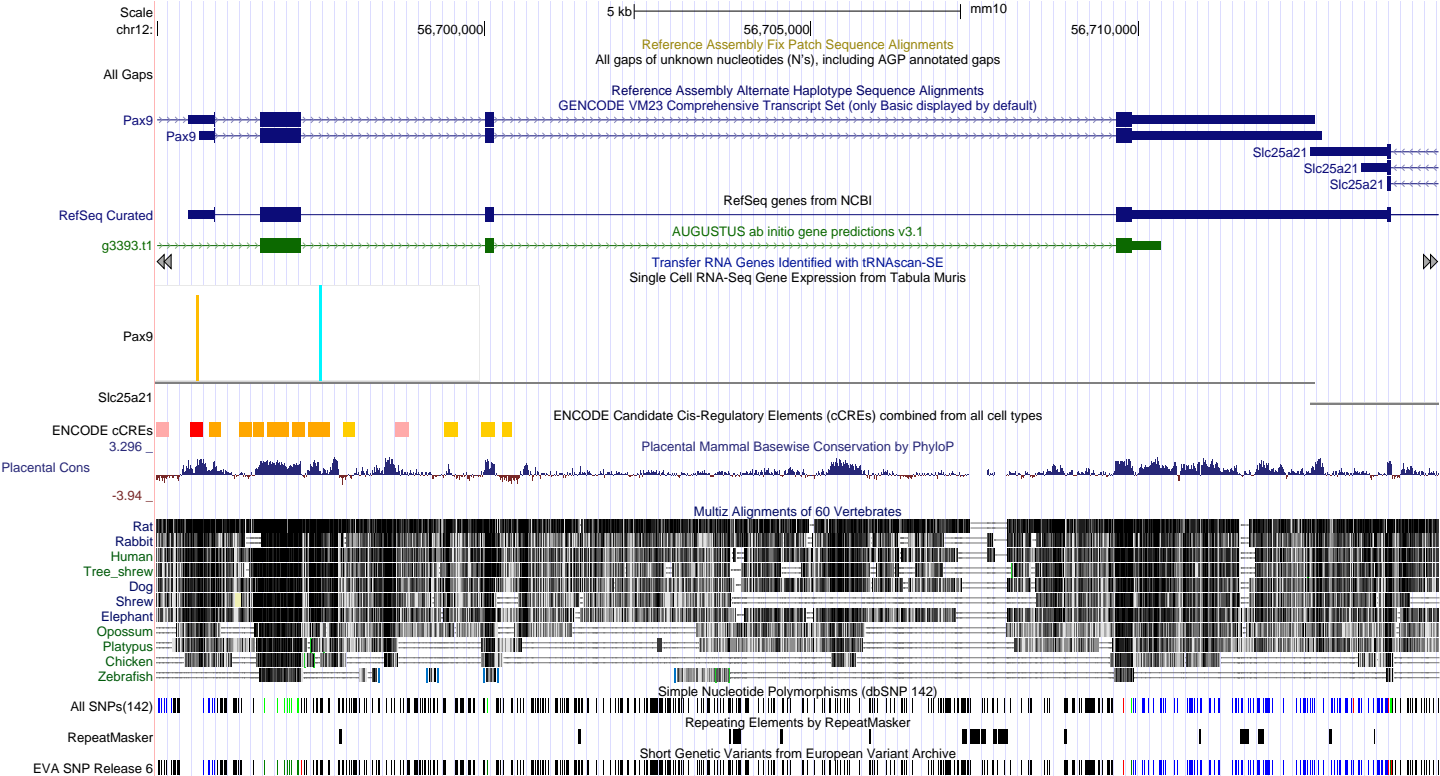 Scale 5 kb mm10
chr12: 56,700,000 56,705,000 56,710,000
Reference Assembly Fix Patch Sequence Alignments
All gaps of unknown nucleotides (N's), including AGP annotated gaps
All Gaps
Reference Assembly Alternate Haplotype Sequence Alignments
GENCODE VM23 Comprehensive Transcript Set (only Basic displayed by default)
Pax9
Pax9
Slc25a21
Slc25a21
Slc25a21
RefSeq genes from NCBI
RefSeq Curated
AUGUSTUS ab initio gene predictions v3.1
g3393.t1
Transfer RNA Genes Identified with tRNAscan-SE
Single Cell RNA-Seq Gene Expression from Tabula Muris
Pax9
Slc25a21
ENCODE Candidate Cis-Regulatory Elements (cCREs) combined from all cell types
ENCODE cCREs
Placental Mammal Basewise Conservation by PhyloP
3.296 _
Placental Cons
-3.94 _
Multiz Alignments of 60 Vertebrates
Rat
Rabbit
Human
Tree_shrew
Dog
Shrew
Elephant
Opossum
Platypus
Chicken
Zebrafish
Simple Nucleotide Polymorphisms (dbSNP 142)
All SNPs(142)
Repeating Elements by RepeatMasker
RepeatMasker
Short Genetic Variants from European Variant Archive
EVA SNP Release 6